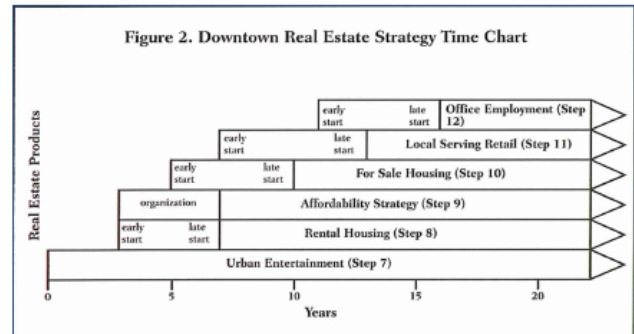 Figure 2. Downtown Real Estate Strategy Time Chart
Real Estate Products
early start
late start
Office Employment (Step 12)
early start
late start
Local Serving Retail (Step 11)
early start
late start
For Sale Housing (Step 10)
organization
Affordability Strategy (Step 9)
early start
late start
Rental Housing (Step 8)
Urban Entertainment (Step 7)
0 5 10 15 20
Years